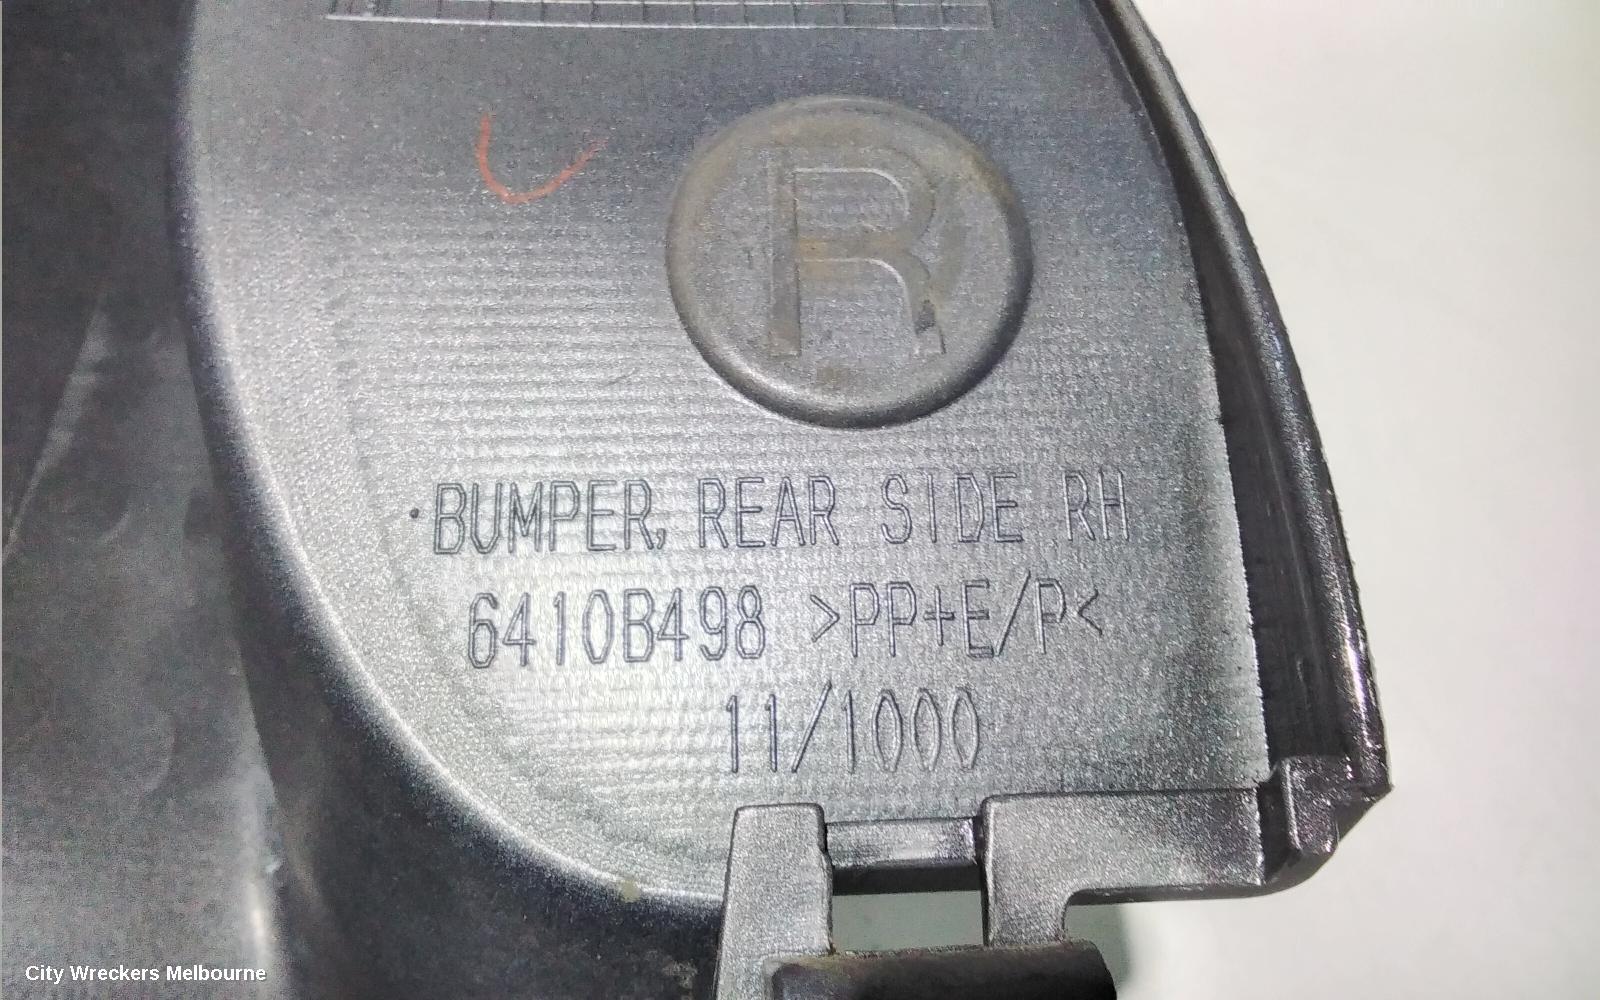 R
BUMPER, REAR SIDE RH
6410B498 >PP+E/P<
11/1000
City Wreckers Melbourne